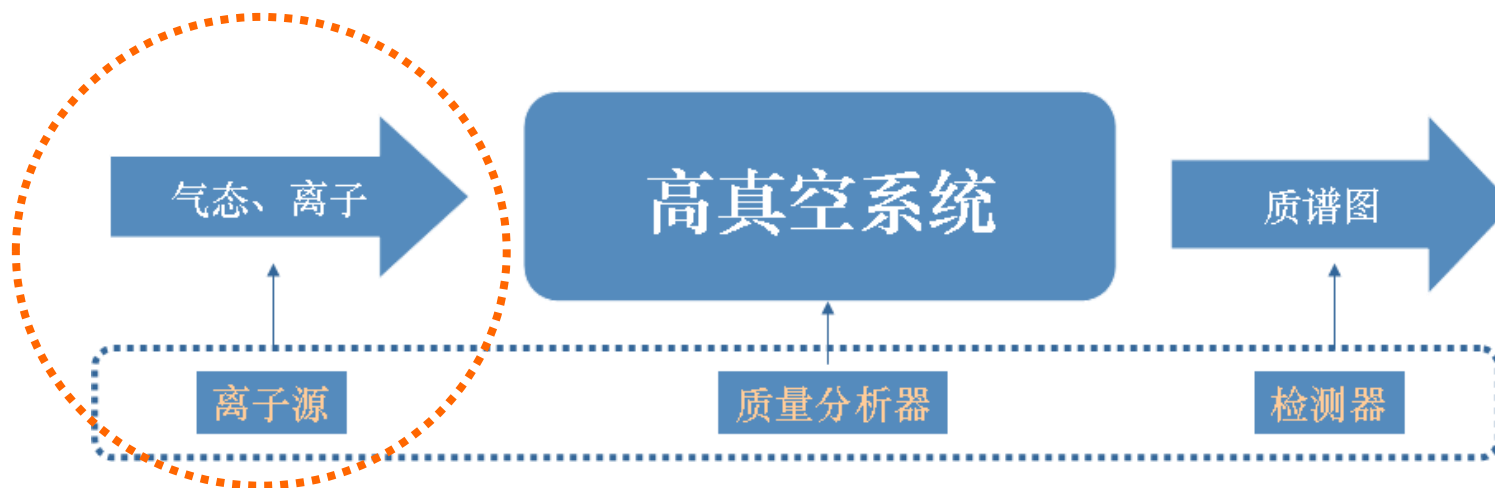 气态、离子
高真空系统
质谱图
离子源
质量分析器
检测器